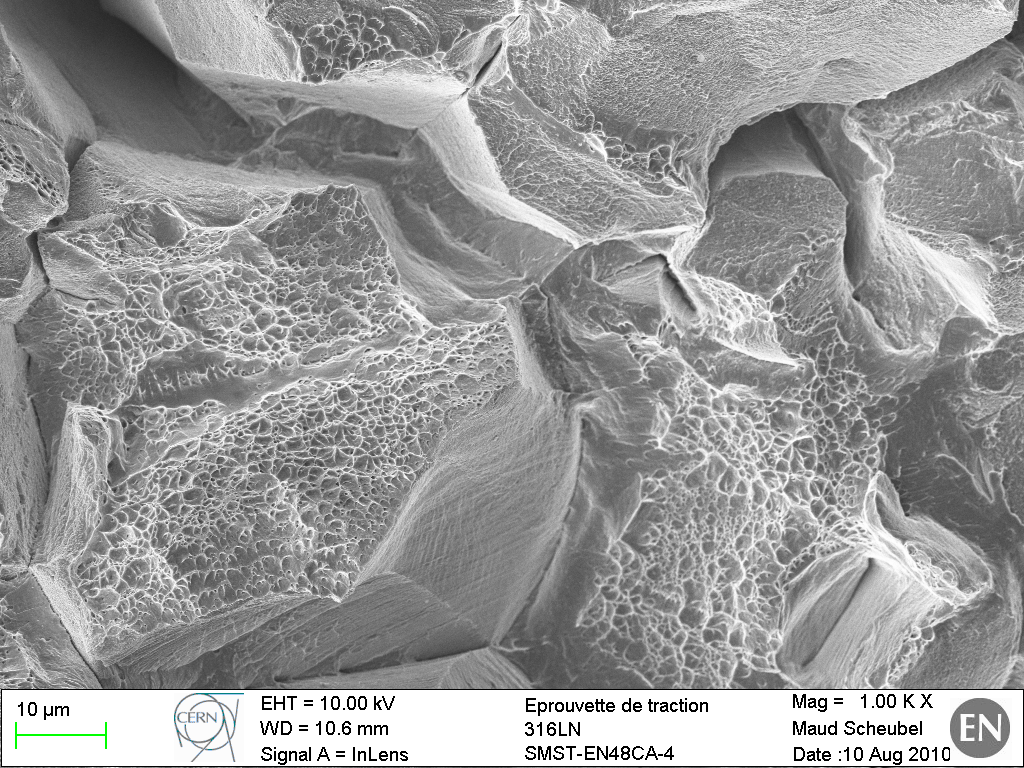 10 µm
CERN
EHT = 10.00 kV
WD = 10.6 mm
Signal A = InLens
Eprouvette de traction
316LN
SMST-EN48CA-4
Mag = 1.00 K X
Maud Scheubel
Date :10 Aug 2010
EN